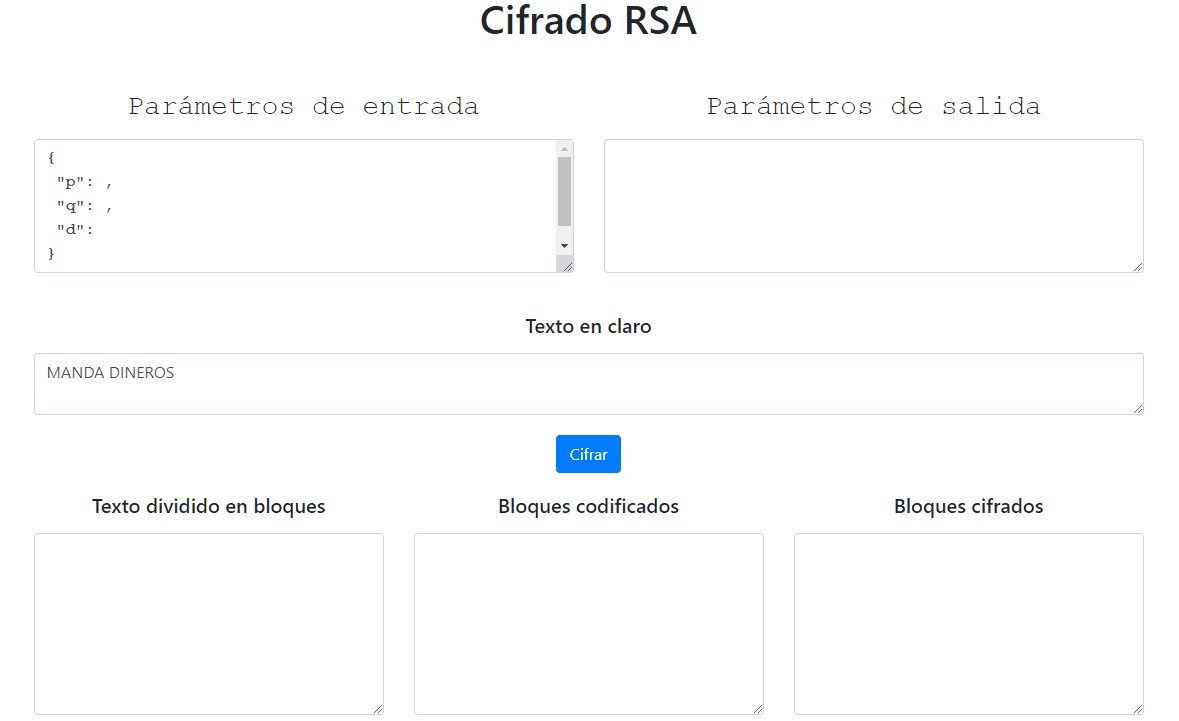 Cifrado RSA
Parámetros de entrada
Parámetros de salida
{
"p": ,
"q": ,
"d":
}
Texto en claro
MANDA DINEROS
Cifrar
Texto dividido en bloques
Bloques codificados
Bloques cifrados